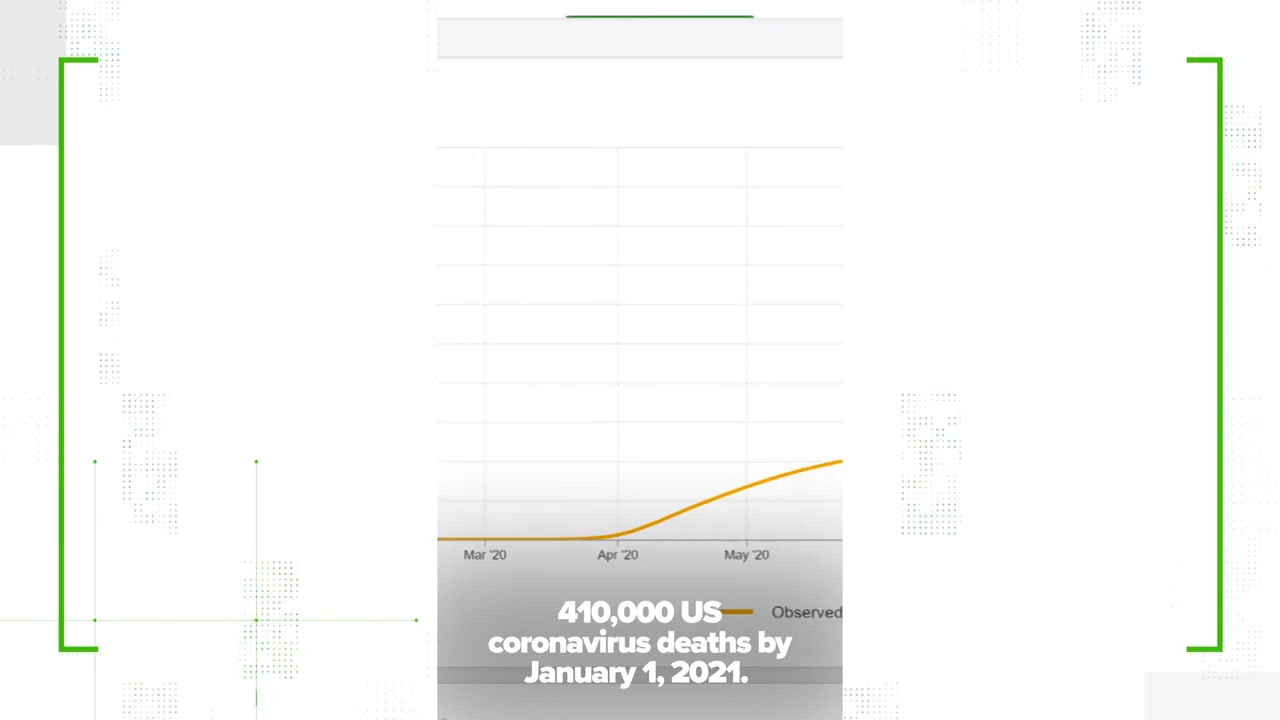 Mar '20 Apr '20 May '20
Observed
410,000 US
coronavirus deaths by
January 1, 2021.